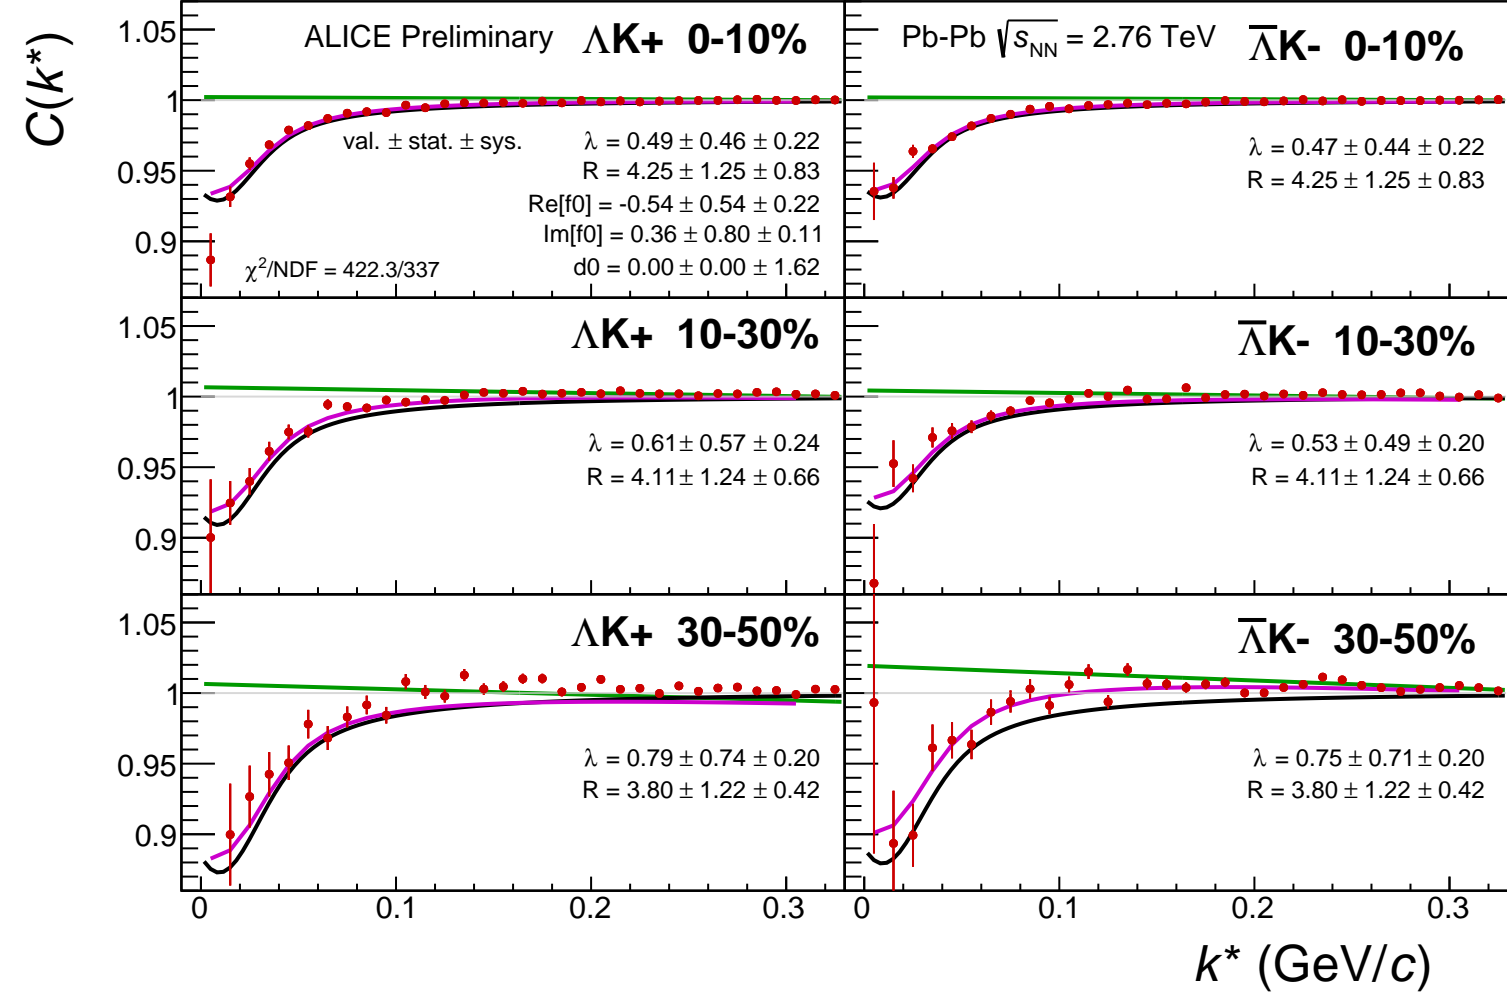 C(k*)
ALICE Preliminary
ΛK+ 0-10%
1.05
1
0.95
0.9
val. ± stat. ± sys.
λ = 0.49 ± 0.46 ± 0.22
R = 4.25 ± 1.25 ± 0.83
Re[f0] = -0.54 ± 0.54 ± 0.22
Im[f0] = 0.36 ± 0.80 ± 0.11
d0 = 0.00 ± 0.00 ± 1.62
χ²/NDF = 422.3/337
Pb-Pb √sNN = 2.76 TeV
Λ̅K- 0-10%
λ = 0.47 ± 0.44 ± 0.22
R = 4.25 ± 1.25 ± 0.83
ΛK+ 10-30%
1.05
1
0.95
0.9
λ = 0.61 ± 0.57 ± 0.24
R = 4.11 ± 1.24 ± 0.66
Λ̅K- 10-30%
λ = 0.53 ± 0.49 ± 0.20
R = 4.11 ± 1.24 ± 0.66
ΛK+ 30-50%
1.05
1
0.95
0.9
λ = 0.79 ± 0.74 ± 0.20
R = 3.80 ± 1.22 ± 0.42
Λ̅K- 30-50%
λ = 0.75 ± 0.71 ± 0.20
R = 3.80 ± 1.22 ± 0.42
0 0.1 0.2 0.3 0 0.1 0.2 0.3
k* (GeV/c)